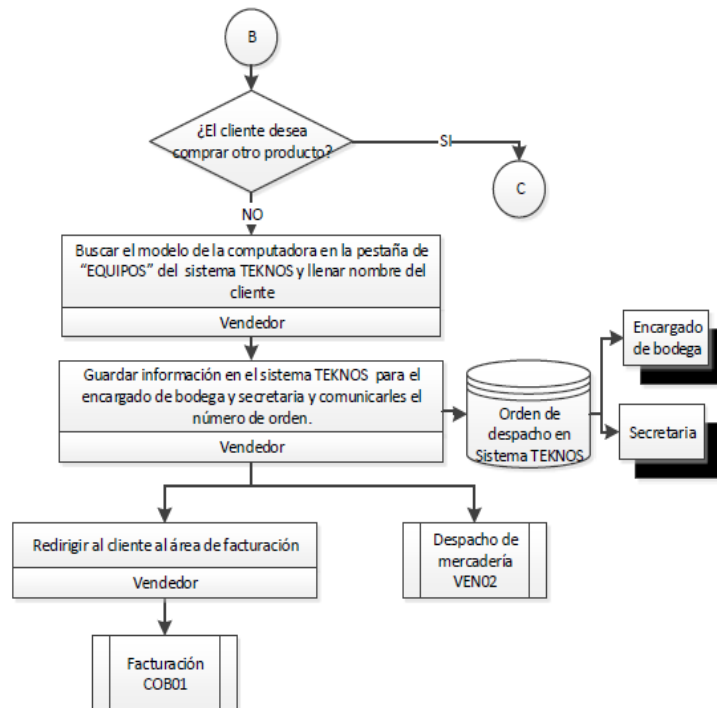 B
¿El cliente desea
comprar otro producto?
SI
C
NO
Buscar el modelo de la computadora en la pestaña de
“EQUIPOS” del sistema TEKNOS y llenar nombre del
cliente
Vendedor
Guardar información en el sistema TEKNOS para el
encargado de bodega y secretaria y comunicarles el
número de orden.
Vendedor
Orden de
despacho en
Sistema TEKNOS
Encargado
de bodega
Secretaria
Redirigir al cliente al área de facturación
Vendedor
Despacho de
mercadería
VEN02
Facturación
COB01